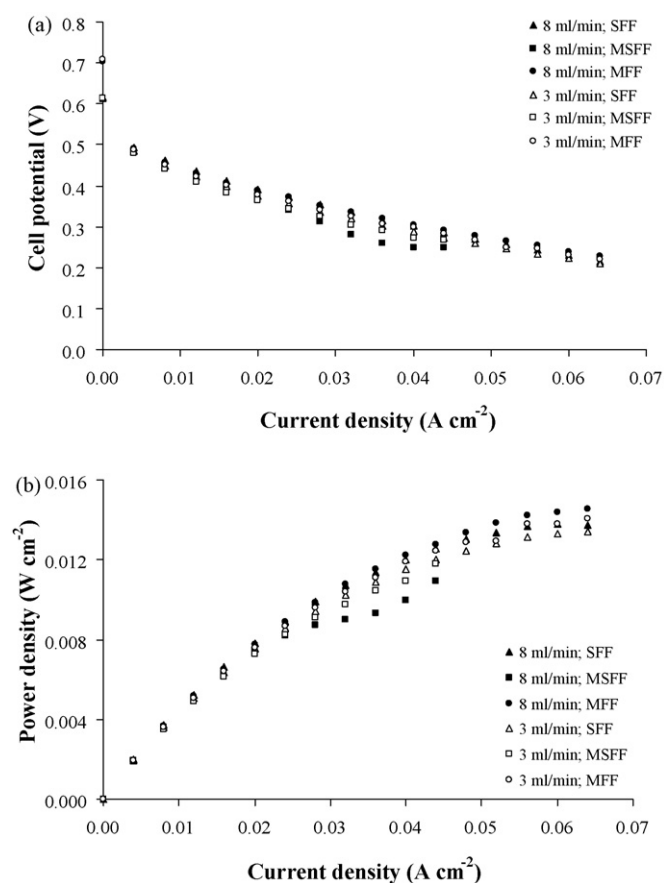 (a)
0.8
0.7
0.6
0.5
0.4
0.3
0.2
0.1
0.0
Cell potential (V)
8 ml/min; SFF
8 ml/min; MSFF
8 ml/min; MFF
3 ml/min; SFF
3 ml/min; MSFF
3 ml/min; MFF
0.00 0.01 0.02 0.03 0.04 0.05 0.06 0.07
Current density (A cm⁻²)
(b)
0.016
0.012
0.008
0.004
0.000
Power density (W cm⁻²)
8 ml/min; SFF
8 ml/min; MSFF
8 ml/min; MFF
3 ml/min; SFF
3 ml/min; MSFF
3 ml/min; MFF
0.00 0.01 0.02 0.03 0.04 0.05 0.06 0.07
Current density (A cm⁻²)